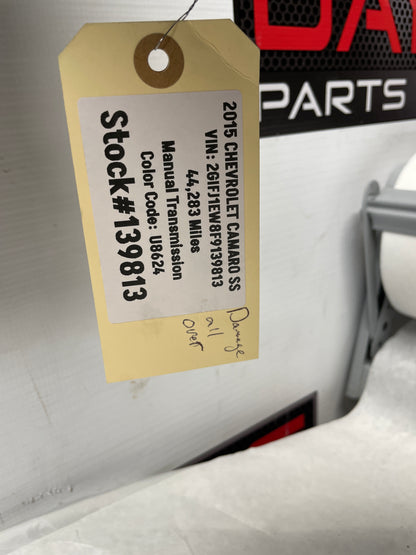 2015 CHEVROLET CAMARO SS
VIN: 2G1FJ1EW8F9139813
44,283 Miles
Manual Transmission
Color Code: U8624
Stock#139813
Damage
all
over
PARTS